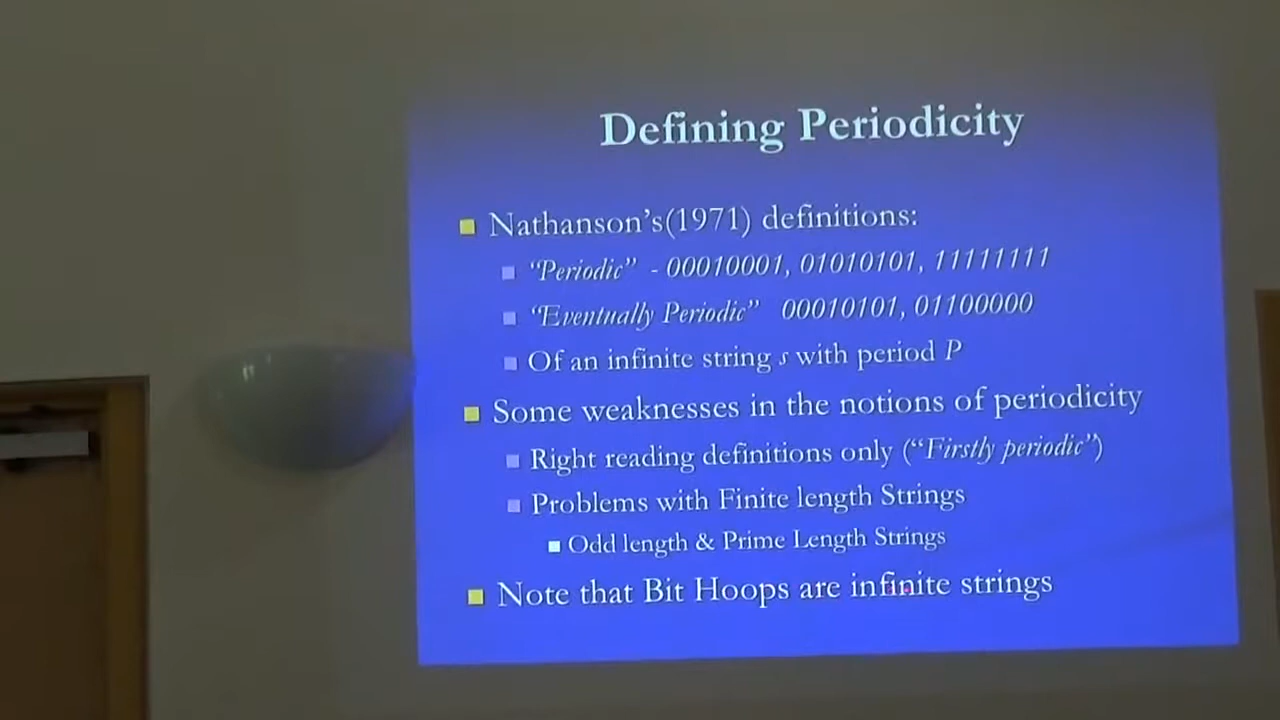 Defining Periodicity
Nathanson's(1971) definitions:
"Periodic" - 00010001, 01010101, 11111111
"Eventually Periodic" 00010101, 01100000
Of an infinite string s with period P
Some weaknesses in the notions of periodicity
Right reading definitions only ("Firstly periodic")
Problems with Finite length Strings
Odd length & Prime Length Strings
Note that Bit Hoops are infinite strings